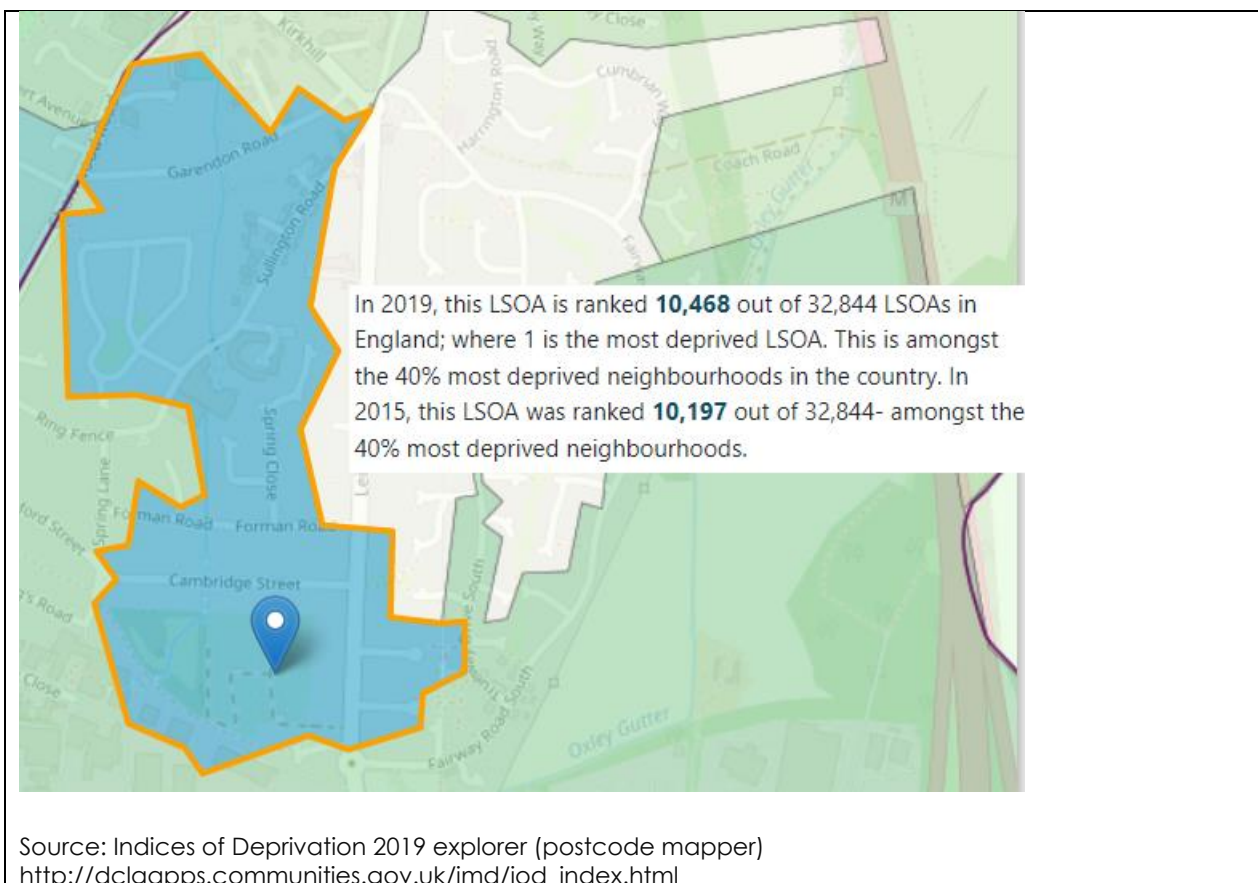 Close
Kirkhill
Way
Cumbrian
Harrington Road
Garendon Road
Coach Road
Sullington Road
Oxley Gutter
M
In 2019, this LSOA is ranked 10,468 out of 32,844 LSOAs in
England; where 1 is the most deprived LSOA. This is amongst
the 40% most deprived neighbourhoods in the country. In
2015, this LSOA was ranked 10,197 out of 32,844- amongst the
40% most deprived neighbourhoods.
Ring Fence
Spring Close
Spring Lane
Forman Road
Forman Road
Cambridge Street
Close
Fairway Road South
Oxley Gutter
Source: Indices of Deprivation 2019 explorer (postcode mapper)
http://dclgapps.communities.gov.uk/imd/iod_index.html